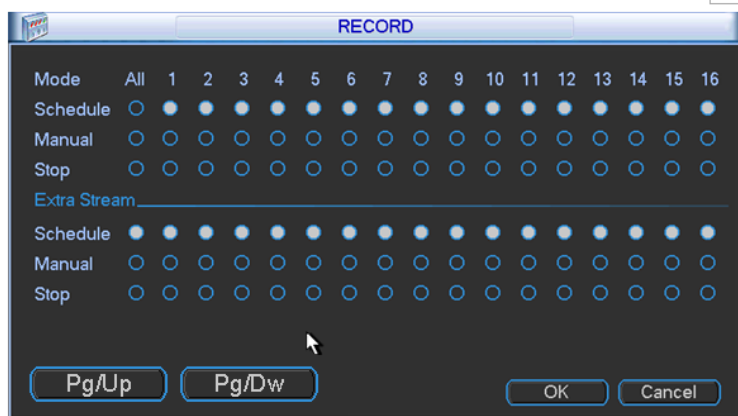 RECORD
Mode All 1 2 3 4 5 6 7 8 9 10 11 12 13 14 15 16
Schedule
Manual
Stop
Extra Stream
Schedule
Manual
Stop
Pg/Up Pg/Dw OK Cancel